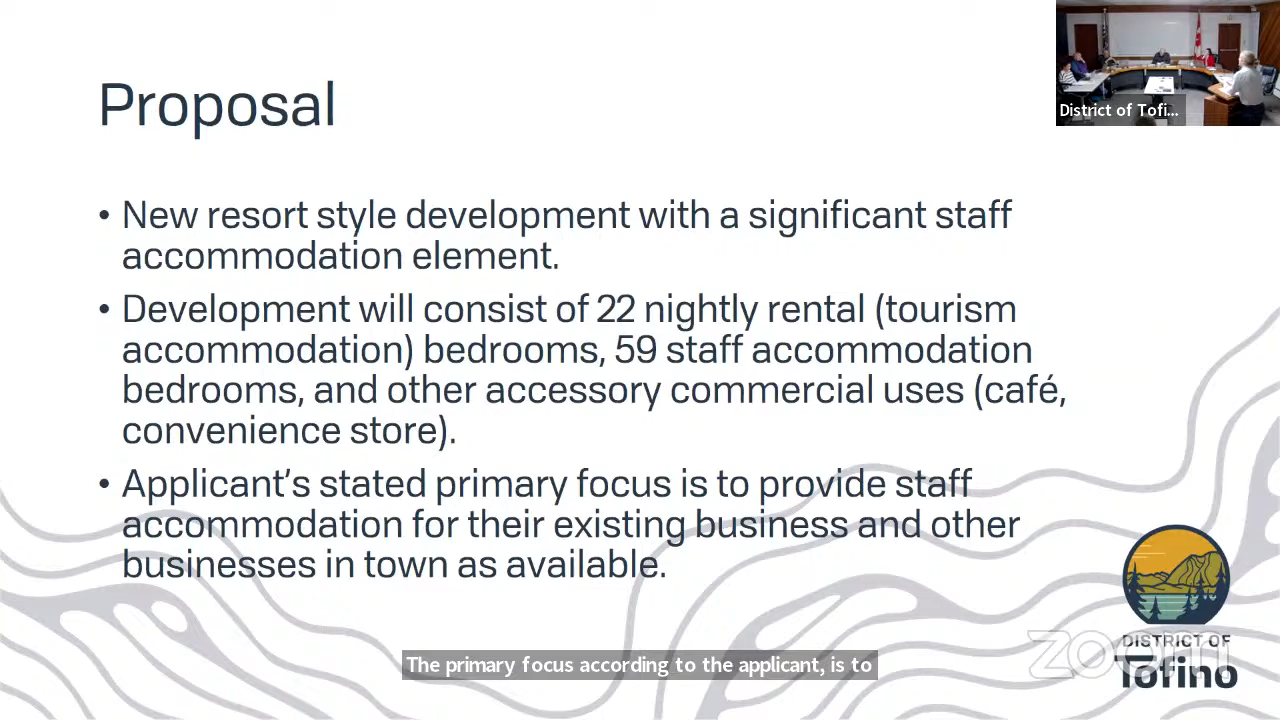 Proposal
District of Tofi...
• New resort style development with a significant staff
accommodation element.
• Development will consist of 22 nightly rental (tourism
accommodation) bedrooms, 59 staff accommodation
bedrooms, and other accessory commercial uses (café,
convenience store).
• Applicant's stated primary focus is to provide staff
accommodation for their existing business and other
businesses in town as available.
The primary focus according to the applicant, is to
zoom
DISTRICT OF
Tofino